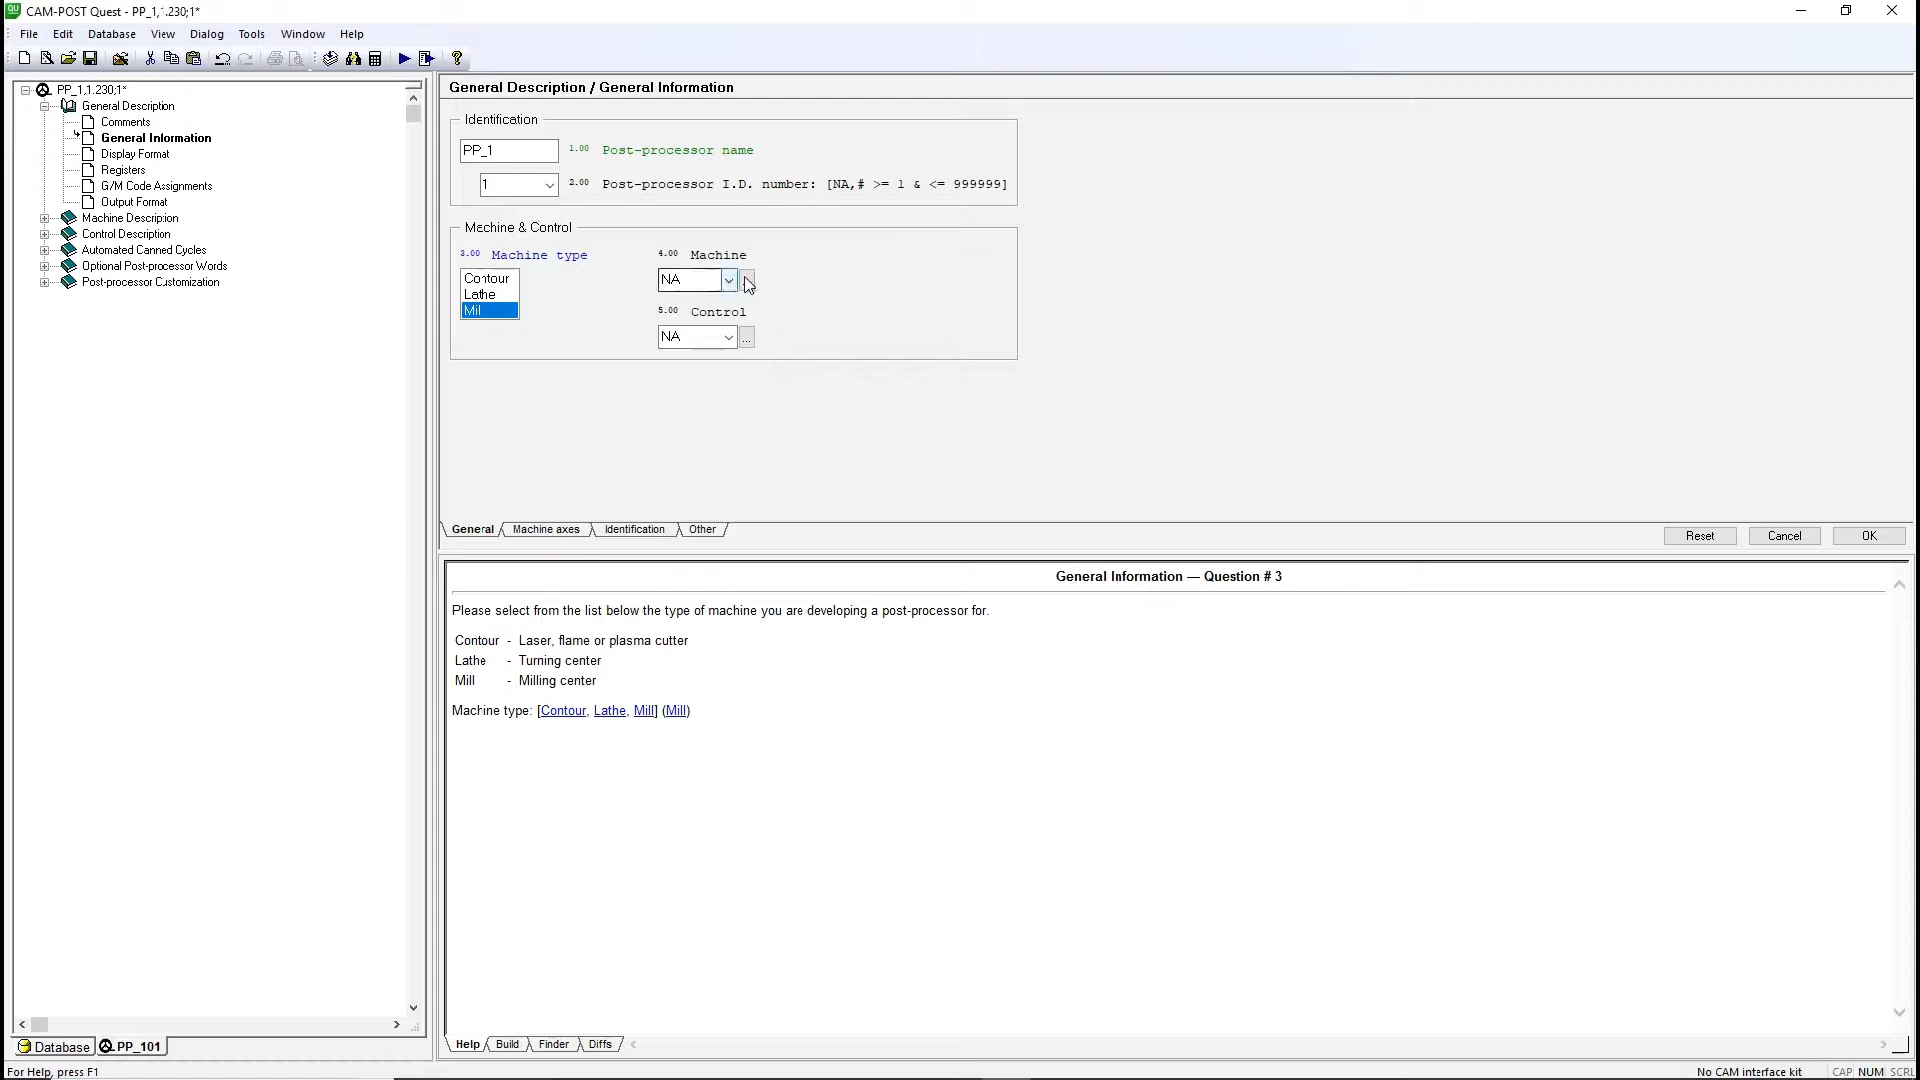 CAM-POST Quest - PP_1,1.230;1*
File Edit Database View Dialog Tools Window Help
PP_1,1.230;1*
General Description
Comments
General Information
Display Format
Registers
G/M Code Assignments
Output Format
Machine Description
Control Description
Automated Canned Cycles
Optional Post-processor Words
Post-processor Customization
Database PP_101
General Description / General Information
Identification
PP_1 1.00 Post-processor name
1 2.00 Post-processor I.D. number: [NA,# >= 1 & <= 999999]
Machine & Control
3.00 Machine type 4.00 Machine
Contour NA
Lathe
Mill
5.00 Control
NA ...
General Machine axes Identification Other
Reset Cancel OK
General Information — Question # 3
Please select from the list below the type of machine you are developing a post-processor for.
Contour - Laser, flame or plasma cutter
Lathe - Turning center
Mill - Milling center
Machine type: [Contour, Lathe, Mill] (Mill)
Help Build Finder Diffs
For Help, press F1 No CAM interface kit CAP NUM SCRL